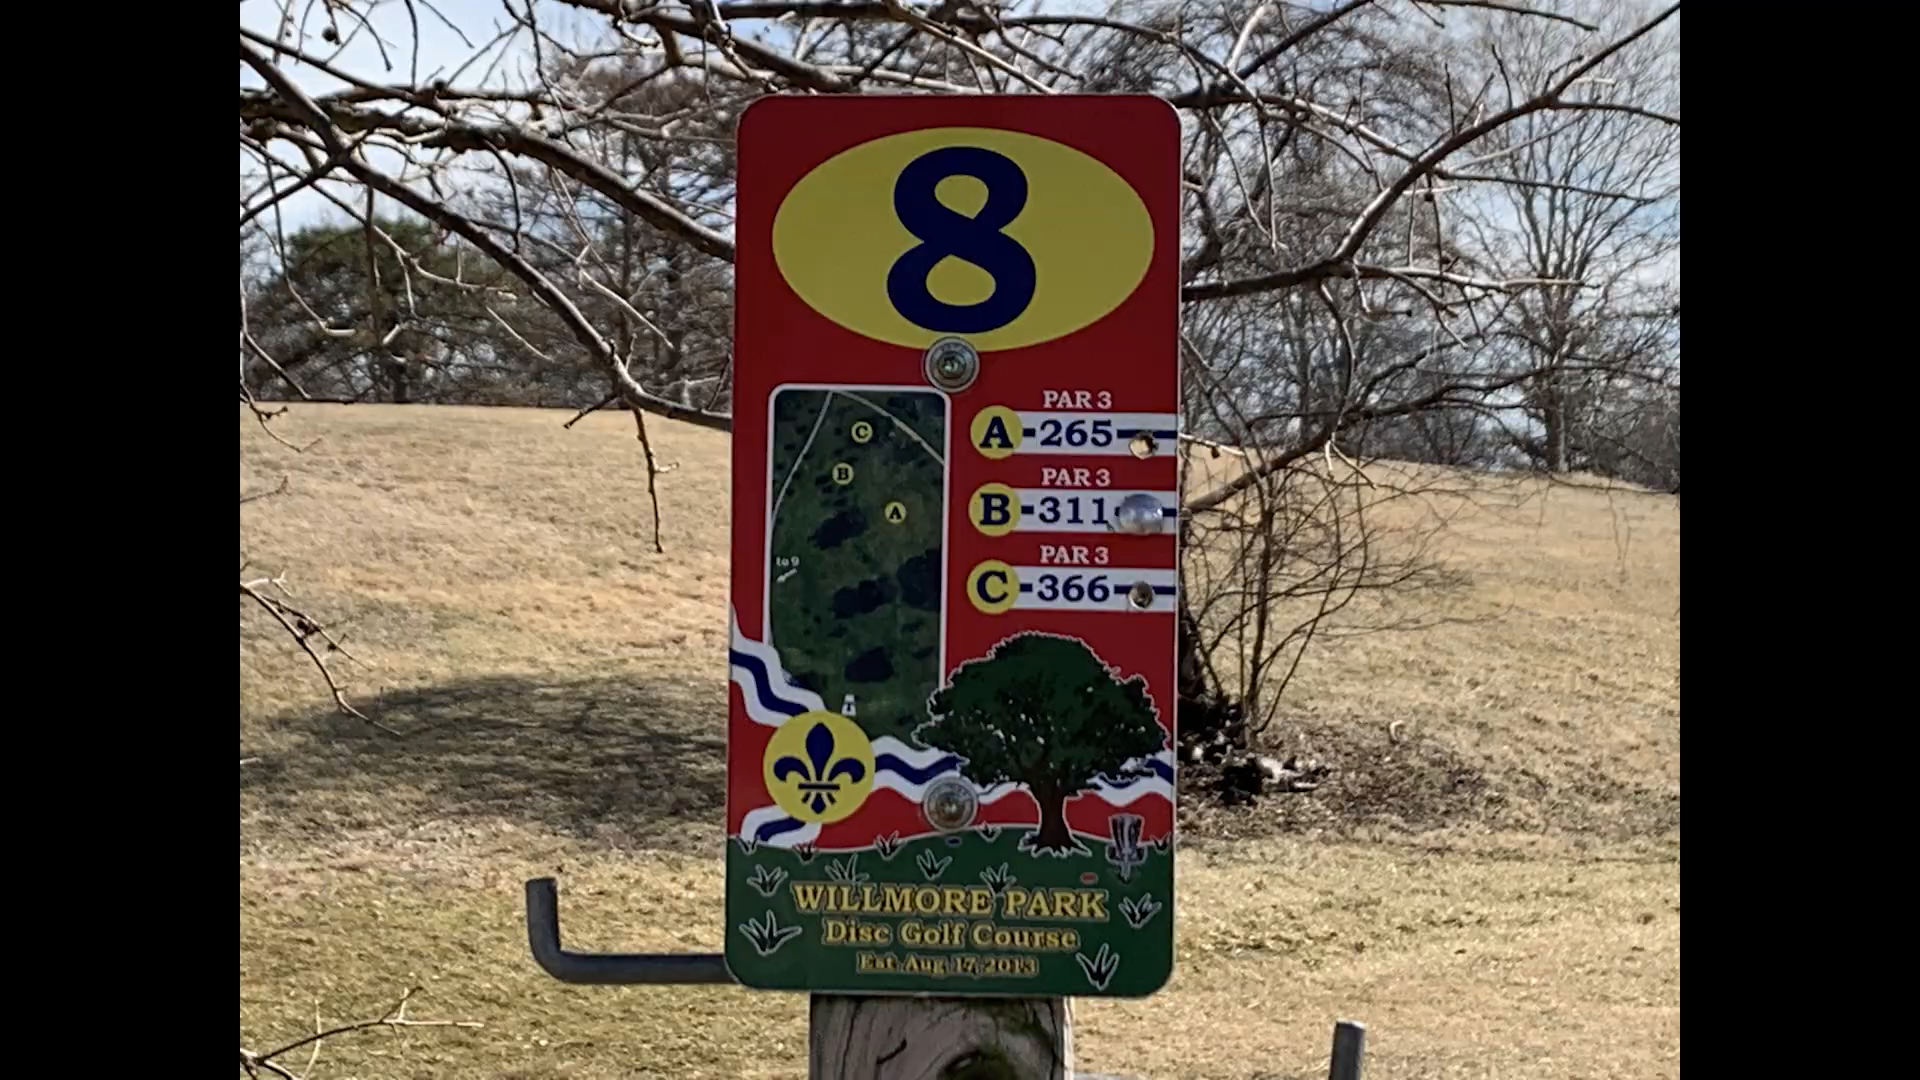 8
PAR 3
A-265
PAR 3
B-311
PAR 3
C-366
C
B
A
to 9
T
WILLMORE PARK
Disc Golf Course
Est. Aug 17, 2013